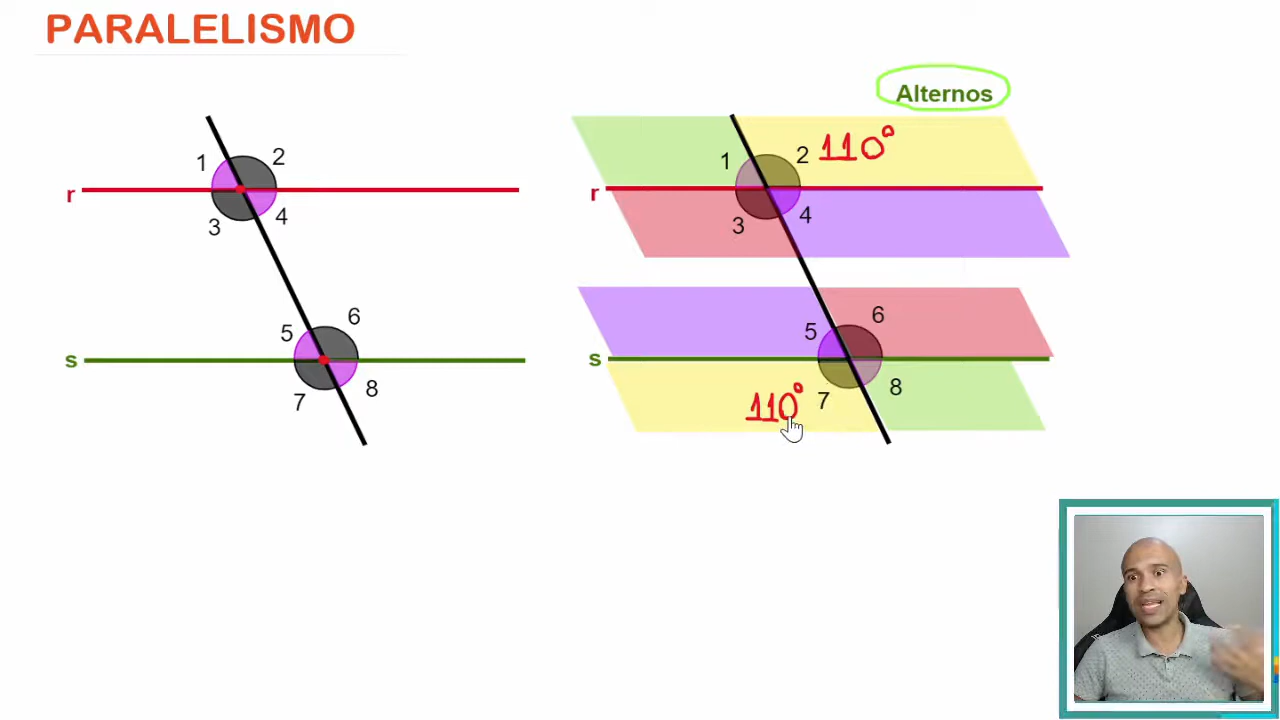 PARALELISMO
Alternos
1 2
r
3 4
5 6
s
7 8
1 2 110°
r
3 4
5 6
s
110° 7 8